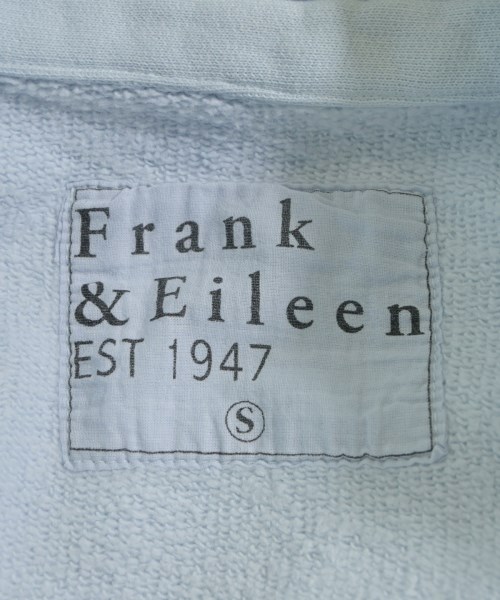 Frank
& Eileen
EST 1947
S